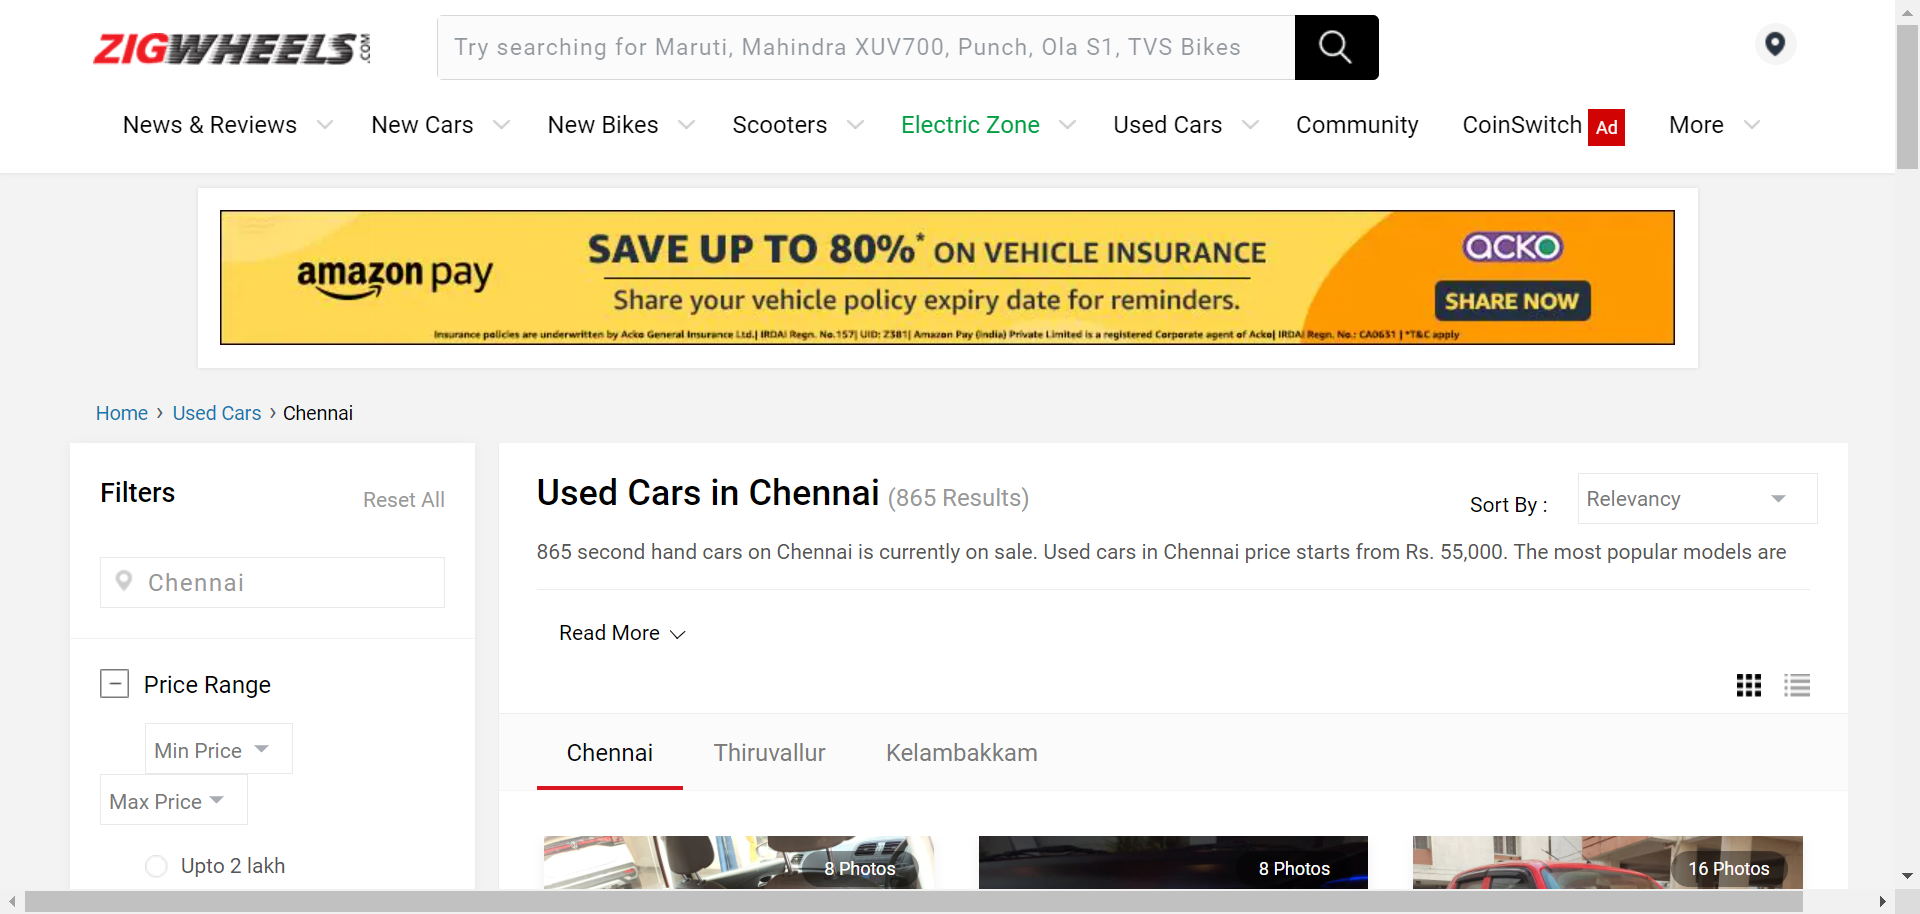 ZIGWHEELS.COM
Try searching for Maruti, Mahindra XUV700, Punch, Ola S1, TVS Bikes
News & Reviews New Cars New Bikes Scooters Electric Zone Used Cars Community CoinSwitch Ad More
amazon pay
SAVE UP TO 80%* ON VEHICLE INSURANCE
Share your vehicle policy expiry date for reminders.
acko
SHARE NOW
Insurance policies are underwritten by Acko General Insurance Ltd.| IRDAI Regn. No.157| UID: 2381| Amazon Pay (India) Private Limited is a registered Corporate agent of Acko| IRDAI Regn. No.: CA0631 | *T&C apply
Home › Used Cars › Chennai
Filters
Reset All
Chennai
Price Range
Min Price
Max Price
Upto 2 lakh
Used Cars in Chennai (865 Results)
Sort By :
Relevancy
865 second hand cars on Chennai is currently on sale. Used cars in Chennai price starts from Rs. 55,000. The most popular models are
Read More
Chennai Thiruvallur Kelambakkam
8 Photos
8 Photos
16 Photos